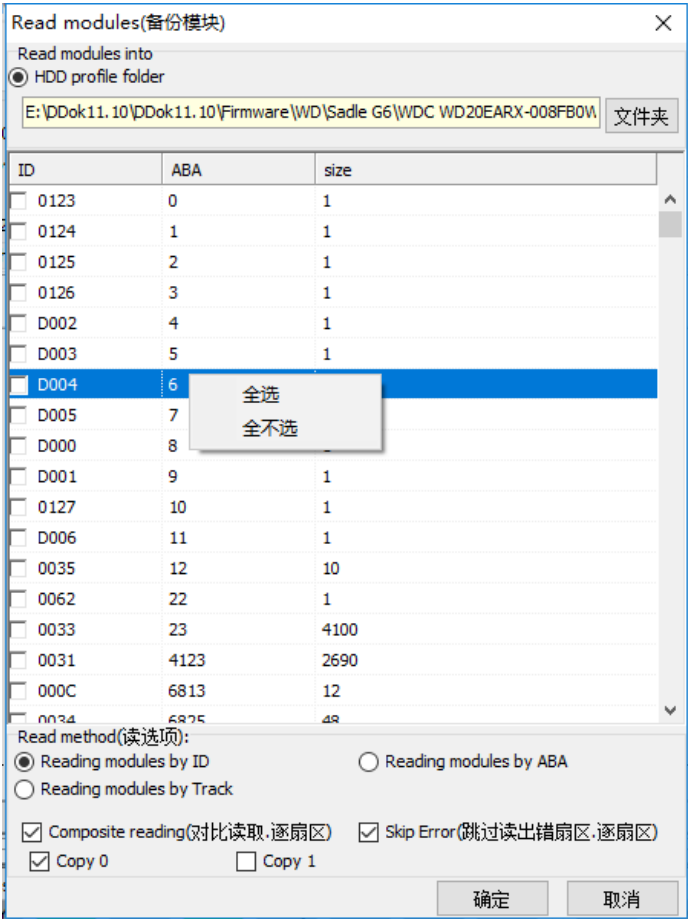 Read modules(备份模块)
Read modules into
HDD profile folder
E:\DDok11.10\DDok11.10\Firmware\WD\Sadle G6\WDC WD20EARX-008FB0W 文件夹
ID ABA size
0123 0 1
0124 1 1
0125 2 1
0126 3 1
D002 4 1
D003 5 1
D004 6
全选
D005 7
全不选
D000 8
D001 9 1
0127 10 1
D006 11 1
0035 12 10
0062 22 1
0033 23 4100
0031 4123 2690
000C 6813 12
0034 6825 48
Read method(读选项):
Reading modules by ID Reading modules by ABA
Reading modules by Track
Composite reading(对比读取.逐扇区) Skip Error(跳过读出错扇区.逐扇区)
Copy 0 Copy 1
确定 取消